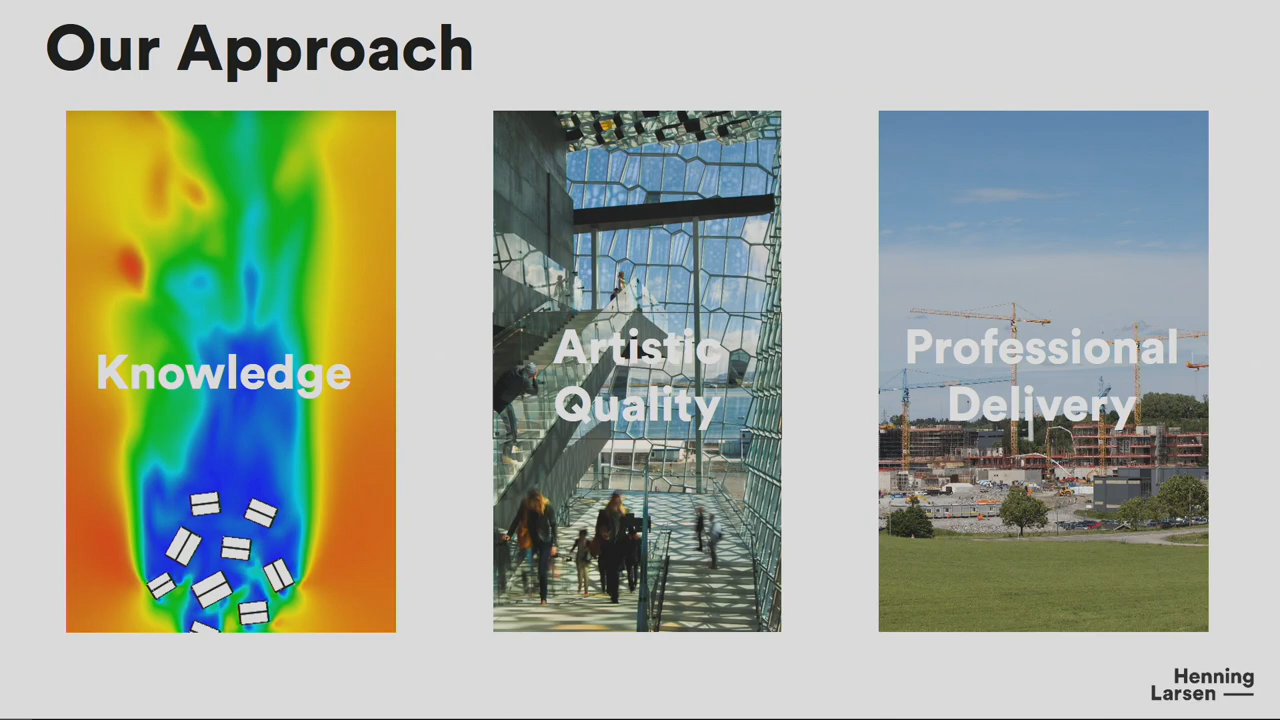 Our Approach
Knowledge
Artistic
Quality
Professional
Delivery
Henning
Larsen